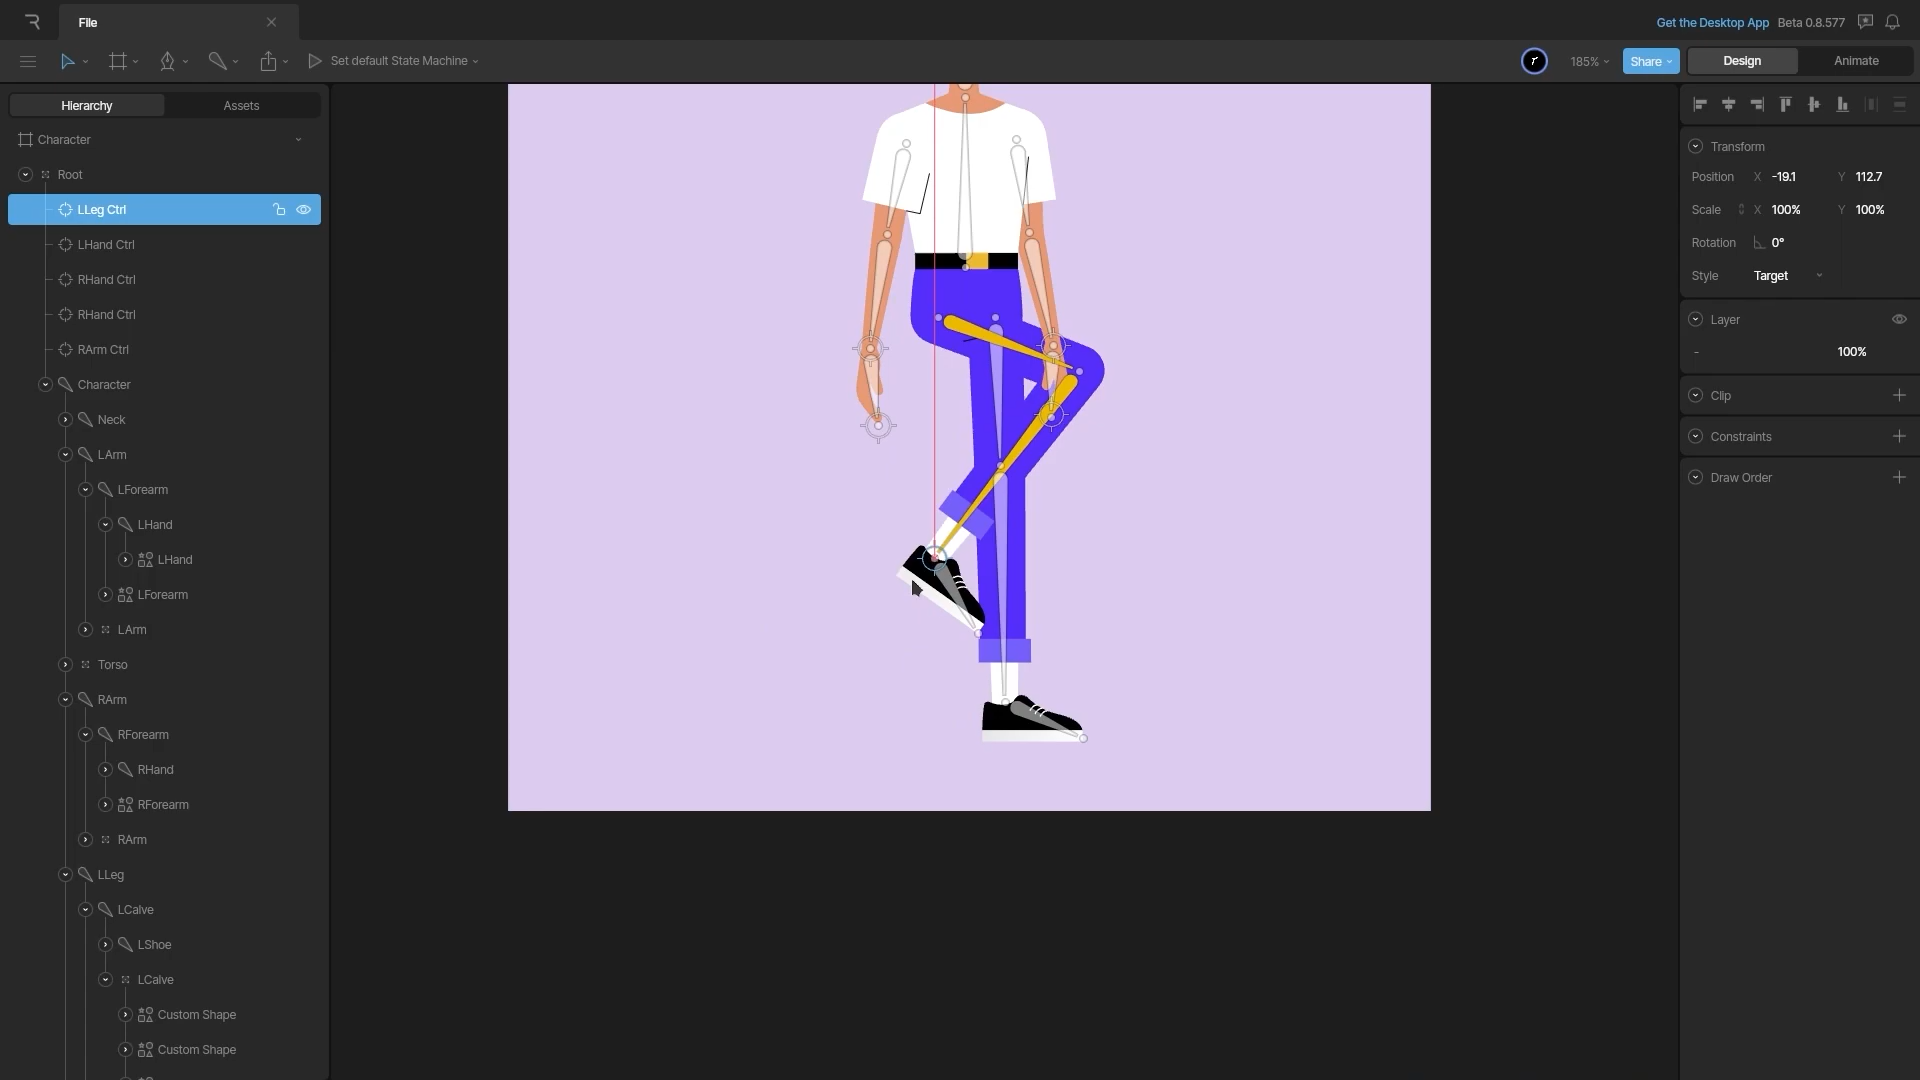 File
Get the Desktop App Beta 0.8.577
Set default State Machine
185%
Share
Design
Animate
Hierarchy
Assets
Character
Root
LLeg Ctrl
LHand Ctrl
RHand Ctrl
RHand Ctrl
RArm Ctrl
Character
Neck
LArm
LForearm
LHand
LHand
LForearm
LArm
Torso
RArm
RForearm
RHand
RForearm
RArm
LLeg
LCalve
LShoe
LCalve
Custom Shape
Custom Shape
Transform
Position X -19.1 Y 112.7
Scale X 100% Y 100%
Rotation 0°
Style Target
Layer
- 100%
Clip
Constraints
Draw Order